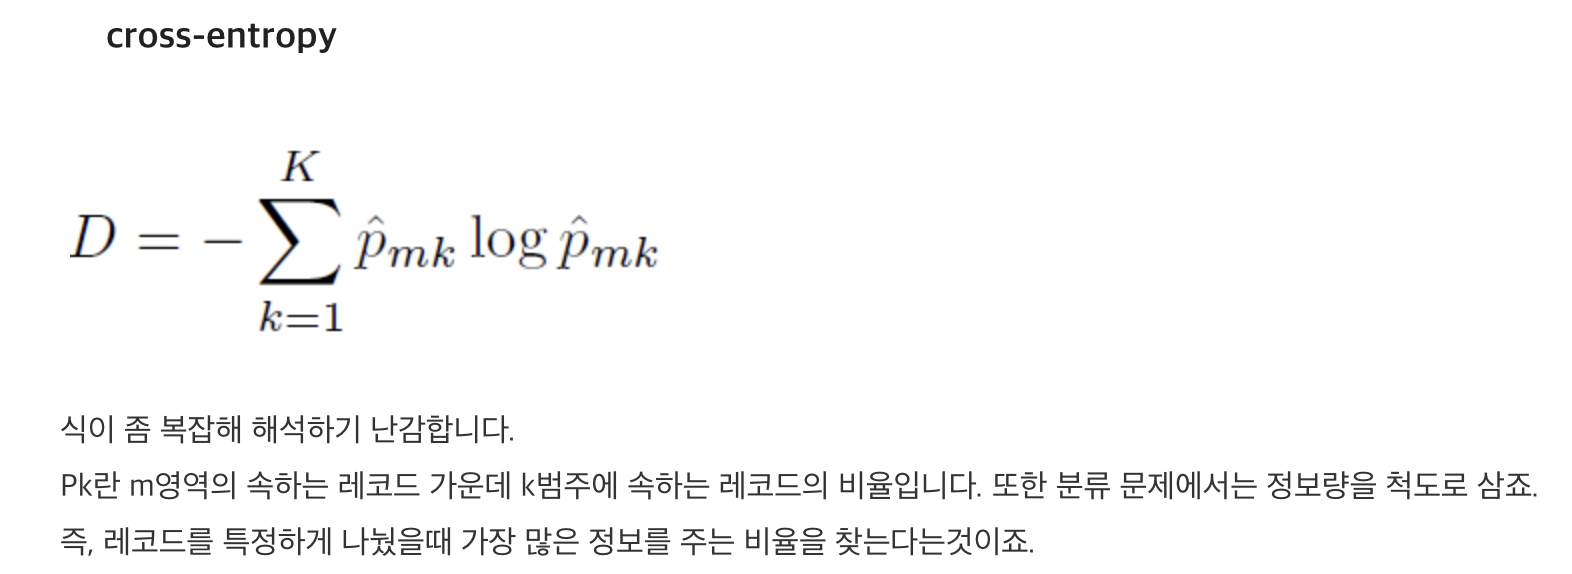 cross-entropy
D = -\sum_{k=1}^{K} \hat{p}_{mk} \log \hat{p}_{mk}
식이 좀 복잡해 해석하기 난감합니다.
Pk란 m영역의 속하는 레코드 가운데 k범주에 속하는 레코드의 비율입니다. 또한 분류 문제에서는 정보량을 척도로 삼죠.
즉, 레코드를 특정하게 나눴을때 가장 많은 정보를 주는 비율을 찾는다는것이죠.